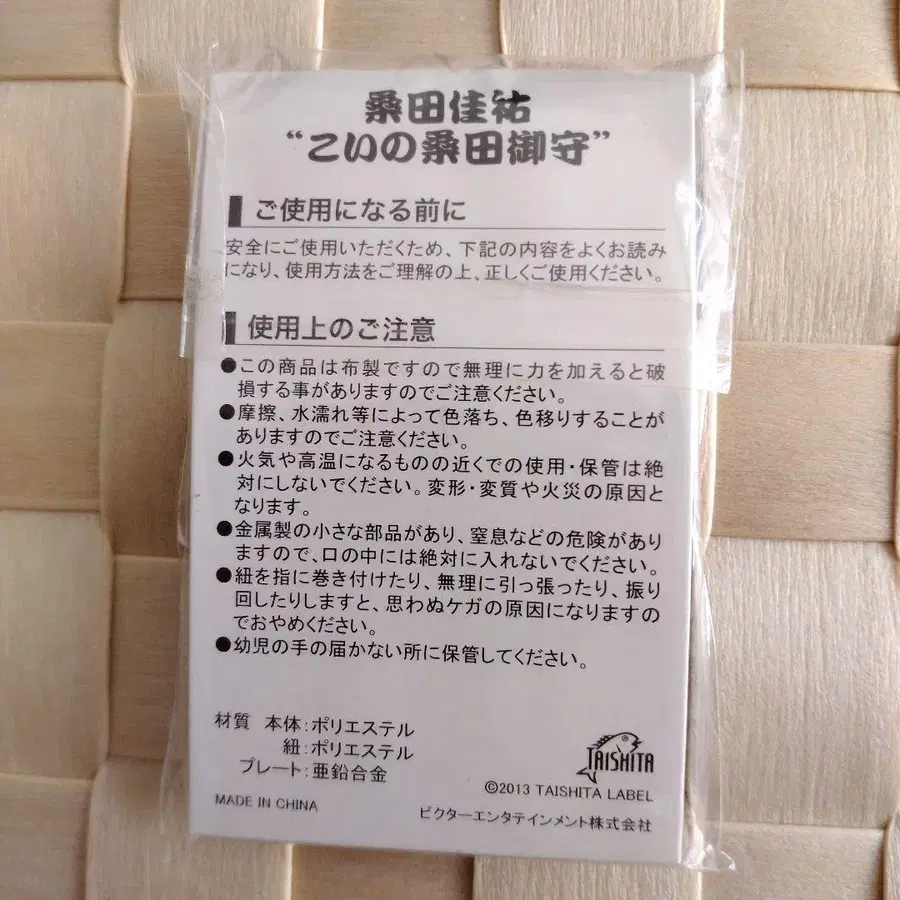 桑田佳祐
“こいの桑田御守”
ご使用になる前に
安全にご使用いただくため、下記の内容をよくお読み
になり、使用方法をご理解の上、正しくご使用ください。
使用上のご注意
●この商品は布製ですので無理に力を加えると破
損する事がありますのでご注意ください。
●摩擦、水濡れ等によって色落ち、色移りすることが
ありますのでご注意ください。
●火気や高温になるものの近くでの使用・保管は絶
対にしないでください。変形・変質や火災の原因と
なります。
●金属製の小さな部品があり、窒息などの危険があり
ますので、口の中には絶対に入れないでください。
●紐を指に巻き付けたり、無理に引っ張ったり、振り
回したりしますと、思わぬケガの原因になりますの
でおやめください。
●幼児の手の届かない所に保管してください。
材質 本体:ポリエステル
紐:ポリエステル
プレート:亜鉛合金
MADE IN CHINA
TAISHITA
©2013 TAISHITA LABEL
ビクターエンタテインメント株式会社